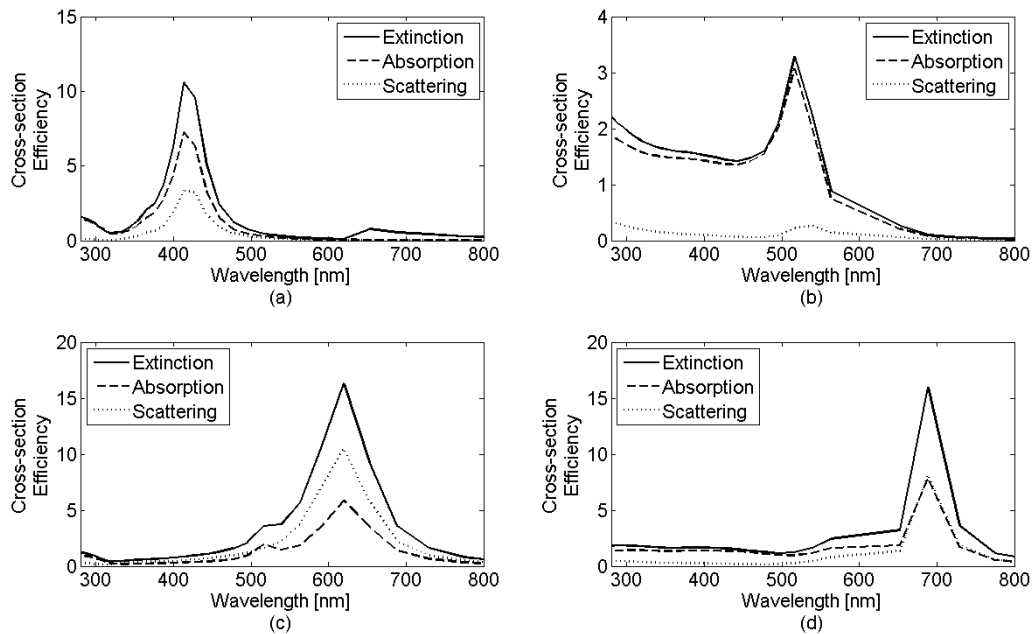 15
10
5
0
Cross-section
Efficiency
Extinction
Absorption
Scattering
300 400 500 600 700 800
Wavelength [nm]
(a)
4
3
2
1
0
Cross-section
Efficiency
Extinction
Absorption
Scattering
300 400 500 600 700 800
Wavelength [nm]
(b)
20
15
10
5
0
Cross-section
Efficiency
Extinction
Absorption
Scattering
300 400 500 600 700 800
Wavelength [nm]
(c)
20
15
10
5
0
Cross-section
Efficiency
Extinction
Absorption
Scattering
300 400 500 600 700 800
Wavelength [nm]
(d)